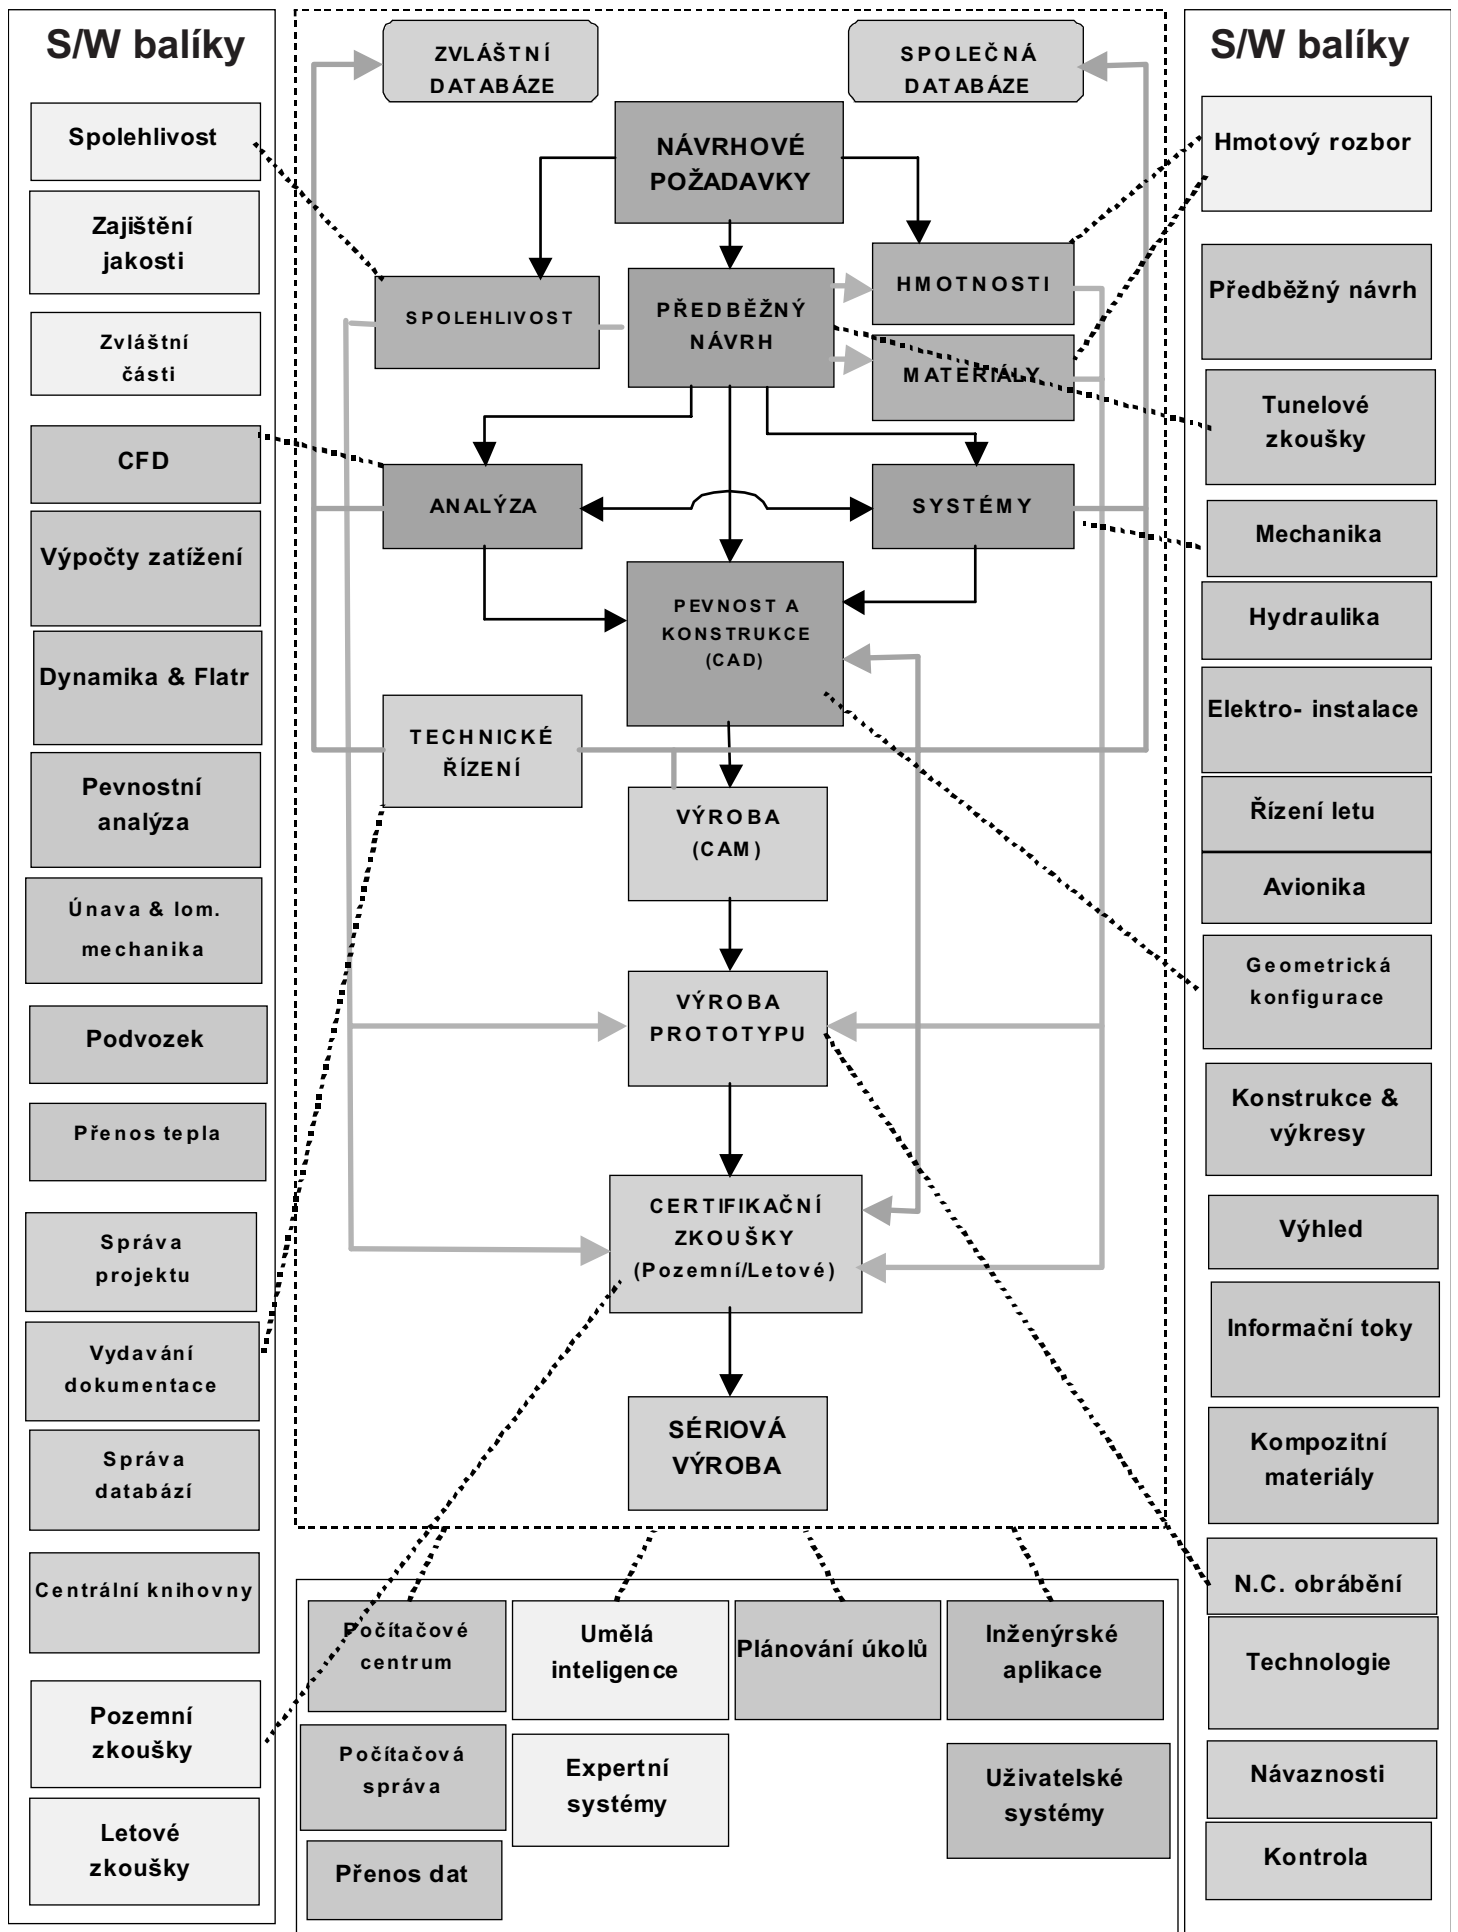 S/W balíky
Spolehlivost
Zajištění
jakosti
Zvláštní
části
CFD
Výpočty zatížení
Dynamika & Flatr
Pevnostní
analýza
Únava & lom.
mechanika
Podvozek
Přenos tepla
Správa
projektu
Vydavání
dokumentace
Správa
databází
Centrální knihovny
Pozemní
zkoušky
Letové
zkoušky
ZVLÁŠTNÍ
DATABÁZE
SPOLEČNÁ
DATABÁZE
NÁVRHOVÉ
POŽADAVKY
SPOLEHLIVOST
PŘEDBĚŽNÝ
NÁVRH
HMOTNOSTI
MATERIÁLY
ANALÝZA
SYSTÉMY
PEVNOST A
KONSTRUKCE
(CAD)
TECHNICKÉ
ŘÍZENÍ
VÝROBA
(CAM)
VÝROBA
PROTOTYPU
CERTIFIKAČNÍ
ZKOUŠKY
(Pozemní/Letové)
SÉRIOVÁ
VÝROBA
Počítačové
centrum
Umělá
inteligence
Plánování úkolů
Inženýrské
aplikace
Počítačová
správa
Expertní
systémy
Uživatelské
systémy
Přenos dat
S/W balíky
Hmotový rozbor
Předběžný návrh
Tunelové
zkoušky
Mechanika
Hydraulika
Elektro- instalace
Řízení letu
Avionika
Geometrická
konfigurace
Konstrukce &
výkresy
Výhled
Informační toky
Kompozitní
materiály
N.C. obrábění
Technologie
Návaznosti
Kontrola